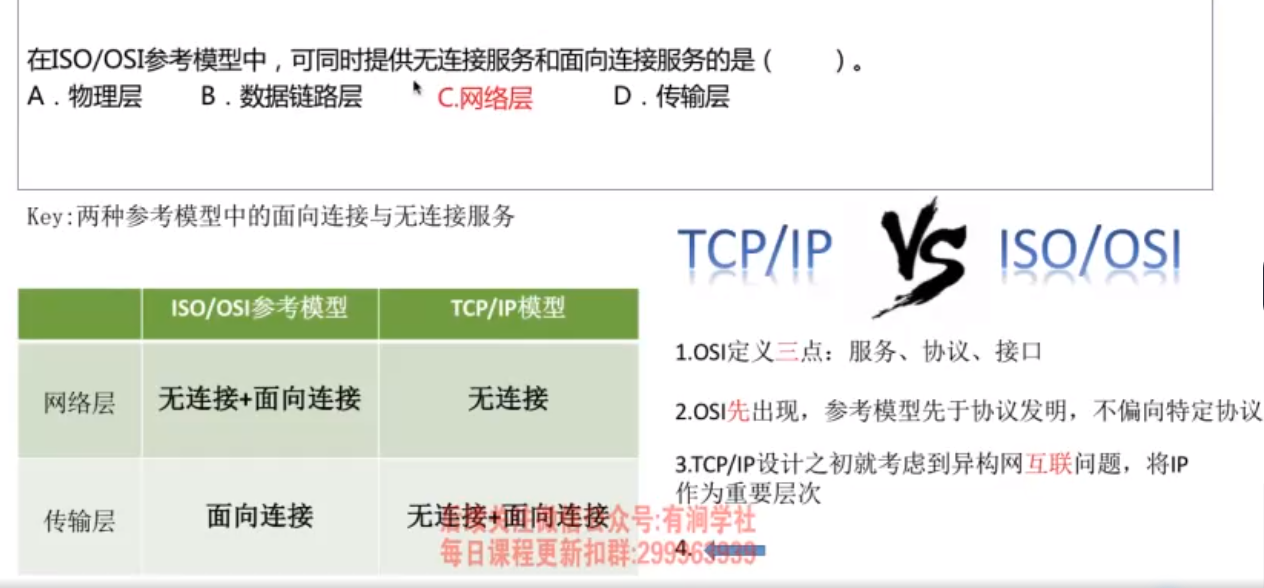 在ISO/OSI参考模型中，可同时提供无连接服务和面向连接服务的是（ ）。
A．物理层 B．数据链路层 C.网络层 D．传输层
Key:两种参考模型中的面向连接与无连接服务
TCP/IP VS ISO/OSI
ISO/OSI参考模型 TCP/IP模型
网络层 无连接+面向连接 无连接
传输层 面向连接 无连接+面向连接
1.OSI定义三点：服务、协议、接口
2.OSI先出现，参考模型先于协议发明，不偏向特定协议
3.TCP/IP设计之初就考虑到异构网互联问题，将IP
作为重要层次
4.
众号:有涧学社
每日课程更新扣群:299363939